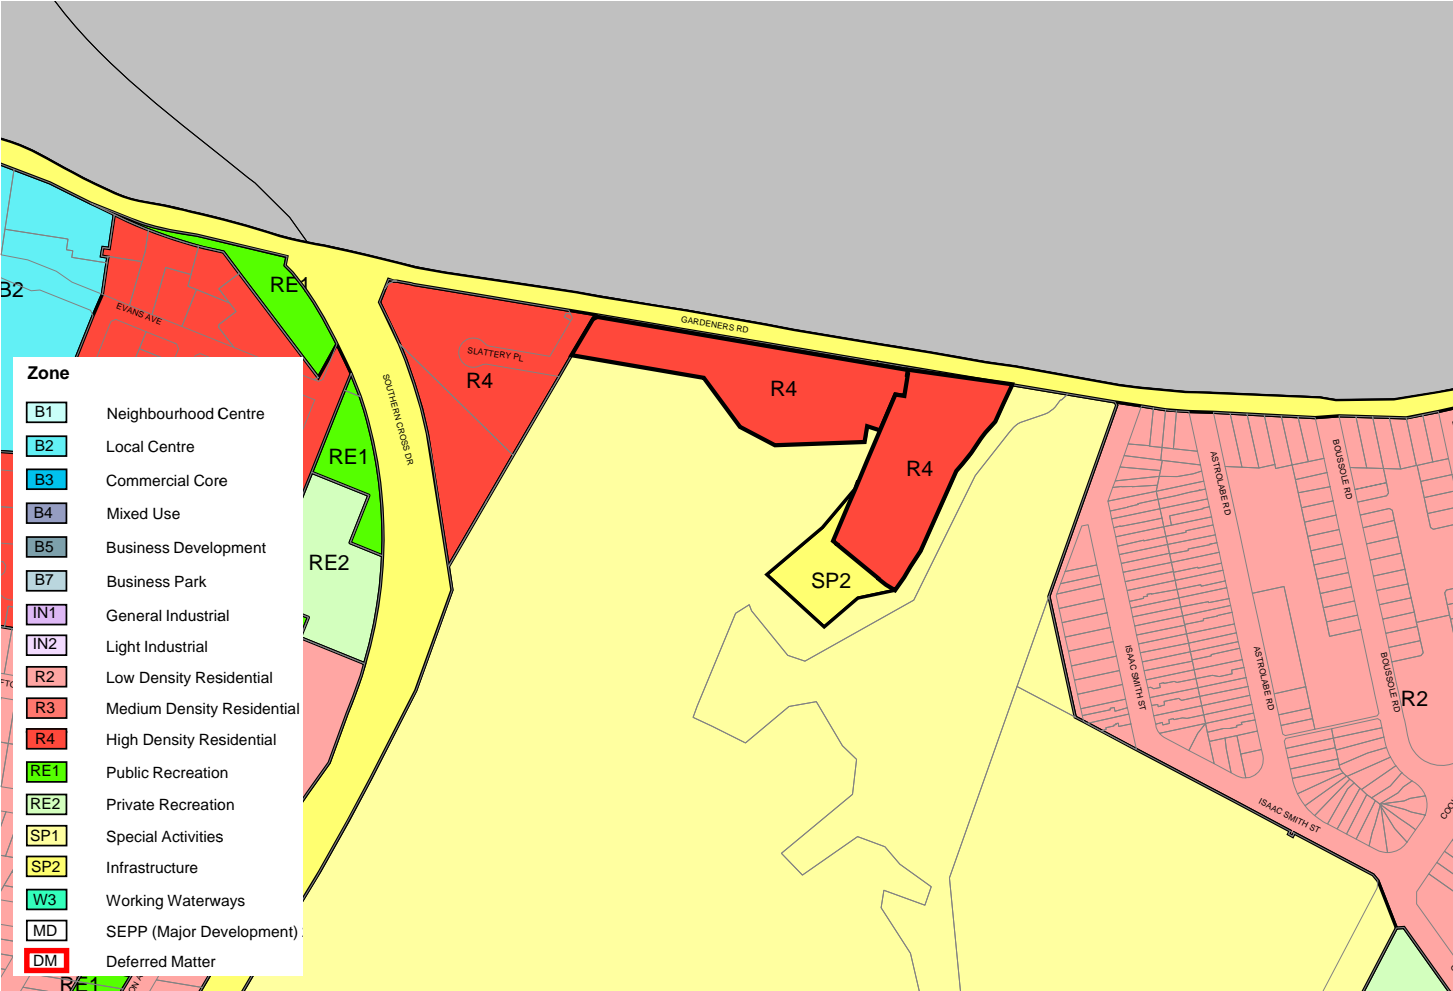 RE1
B2
EVANS AVE
GARDENERS RD
SLATTERY PL
R4
R4
SOUTHERN CROSS DR
RE1
R4
RE2
SP2
ASTROLABE RD
BOUSSOLE RD
ISAAC SMITH ST
ASTROLABE RD
BOUSSOLE RD
R2
ISAAC SMITH ST
Zone
B1 Neighbourhood Centre
B2 Local Centre
B3 Commercial Core
B4 Mixed Use
B5 Business Development
B7 Business Park
IN1 General Industrial
IN2 Light Industrial
R2 Low Density Residential
R3 Medium Density Residential
R4 High Density Residential
RE1 Public Recreation
RE2 Private Recreation
SP1 Special Activities
SP2 Infrastructure
W3 Working Waterways
MD SEPP (Major Development)
DM Deferred Matter
RE1